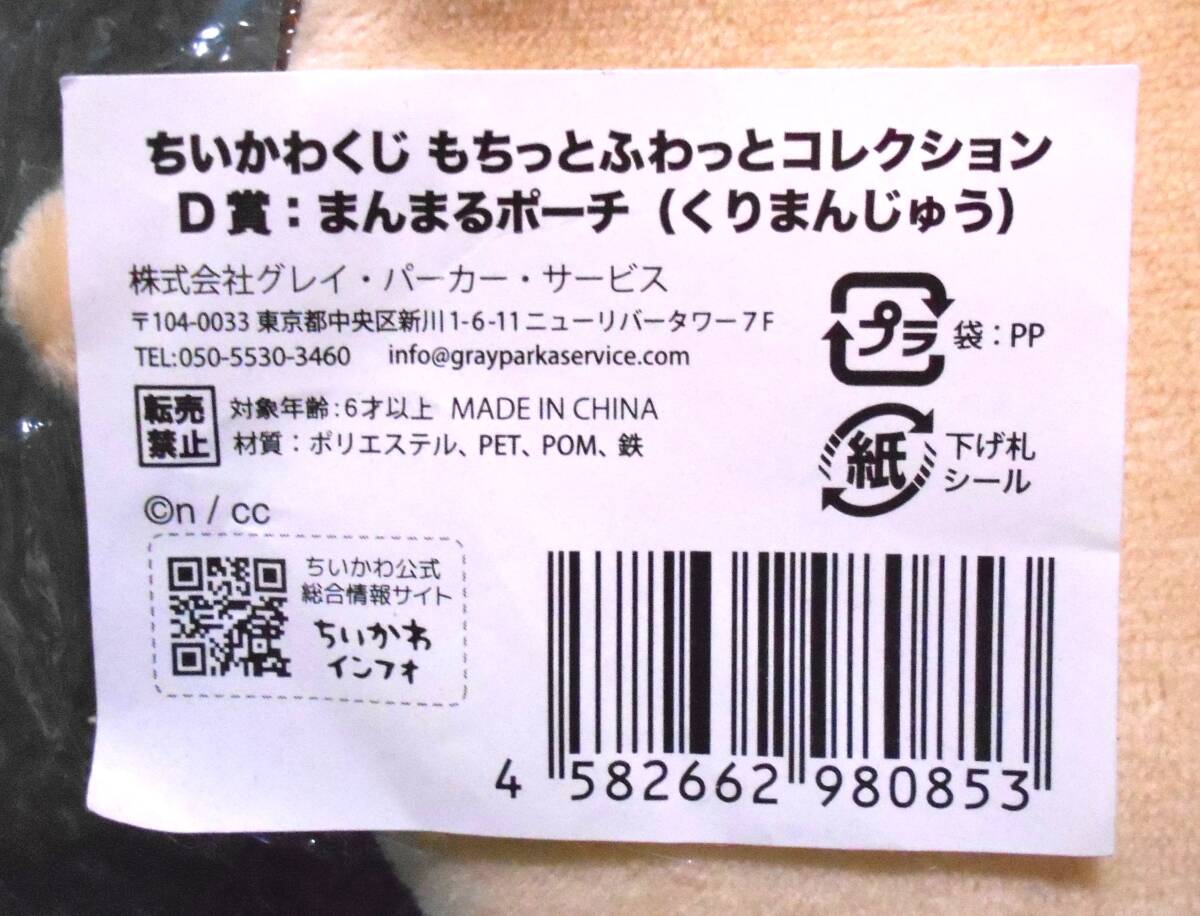 ちいかわくじ もちっとふわっとコレクション
D賞：まんまるポーチ（くりまんじゅう）
株式会社グレイ・パーカー・サービス
〒104-0033 東京都中央区新川1-6-11ニューリバータワー7F
TEL:050-5530-3460 info@grayparkaservice.com
転売
禁止
対象年齢:6才以上 MADE IN CHINA
材質：ポリエステル、PET、POM、鉄
©n / cc
プラ
袋：PP
紙
下げ札
シール
ちいかわ公式
総合情報サイト
ちいかわ
インフォ
4 582662 980853